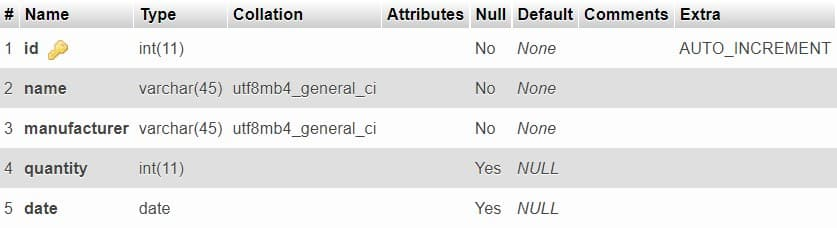 # Name Type Collation Attributes Null Default Comments Extra
1 id int(11) No None AUTO_INCREMENT
2 name varchar(45) utf8mb4_general_ci No None
3 manufacturer varchar(45) utf8mb4_general_ci No None
4 quantity int(11) Yes NULL
5 date date Yes NULL